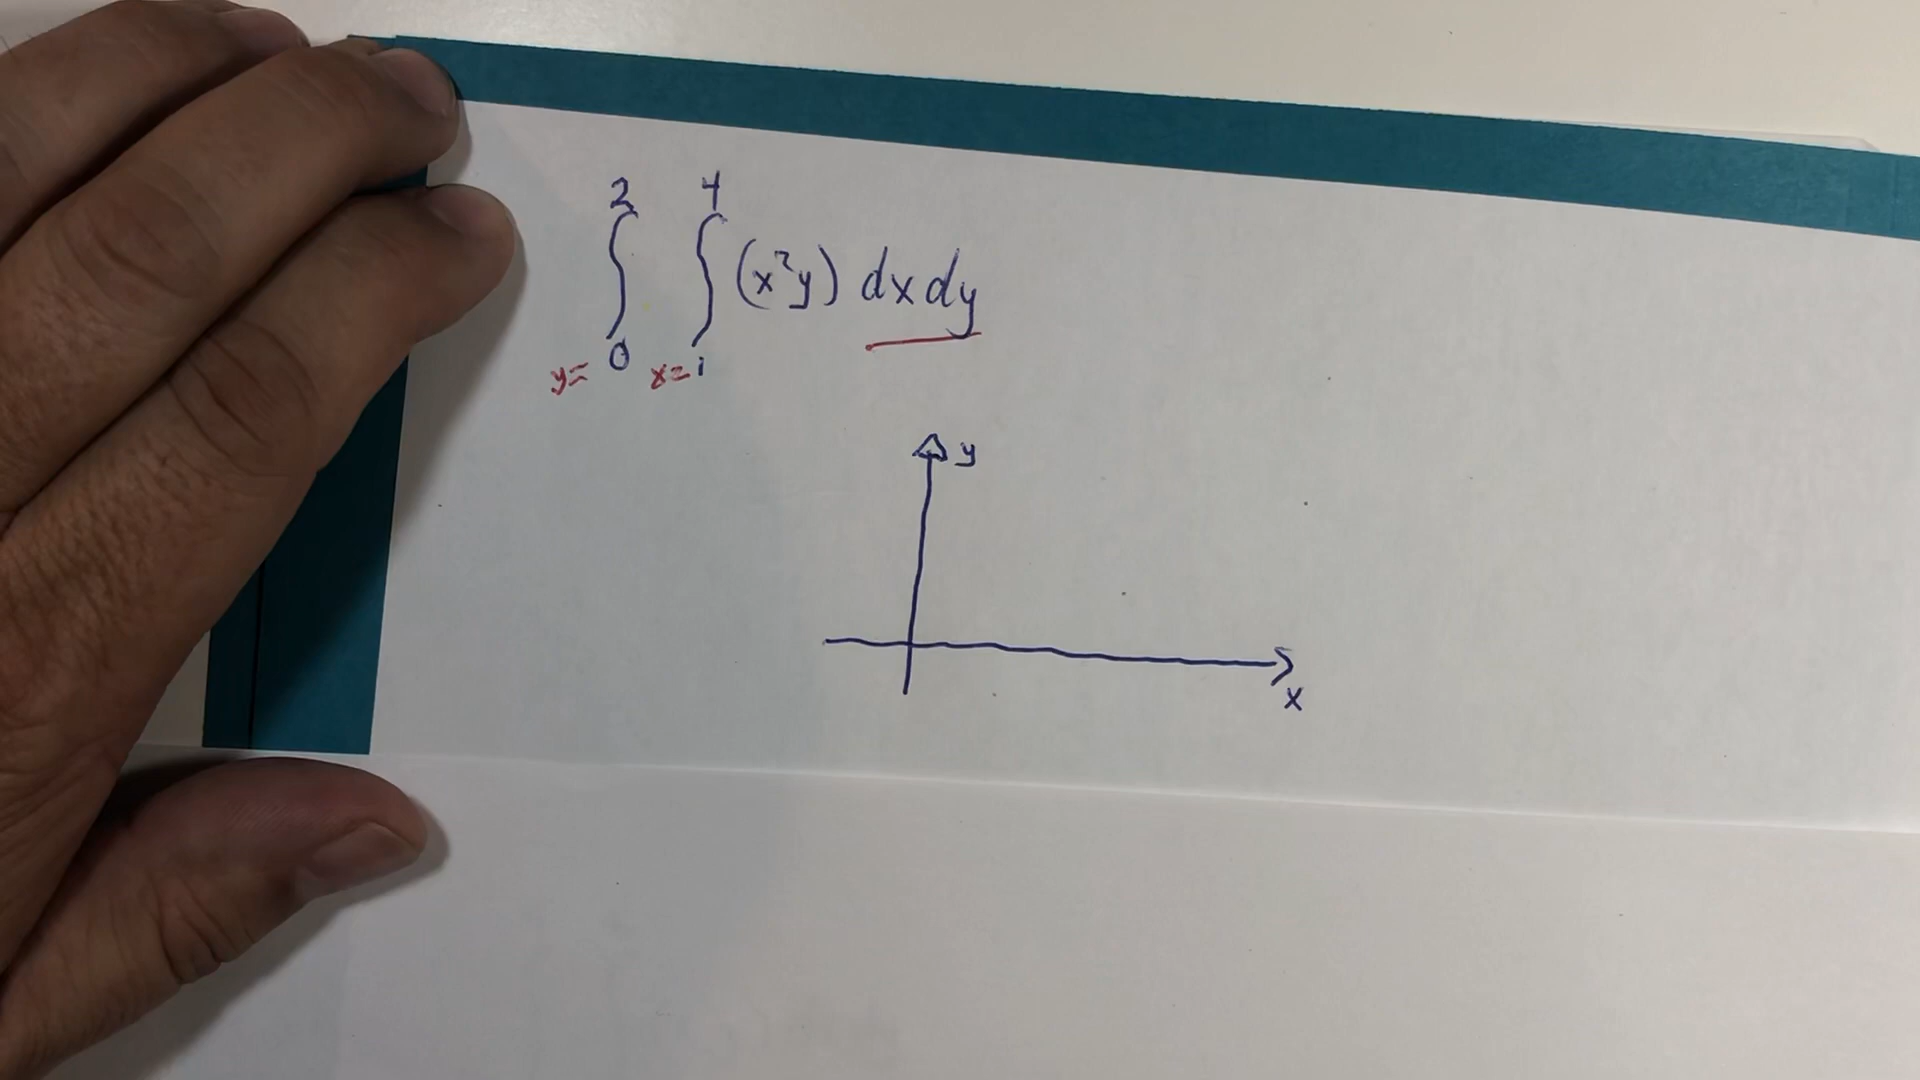 2 4
∫ ∫ (x²y) dx dy
y= 0 x= 1
y
x